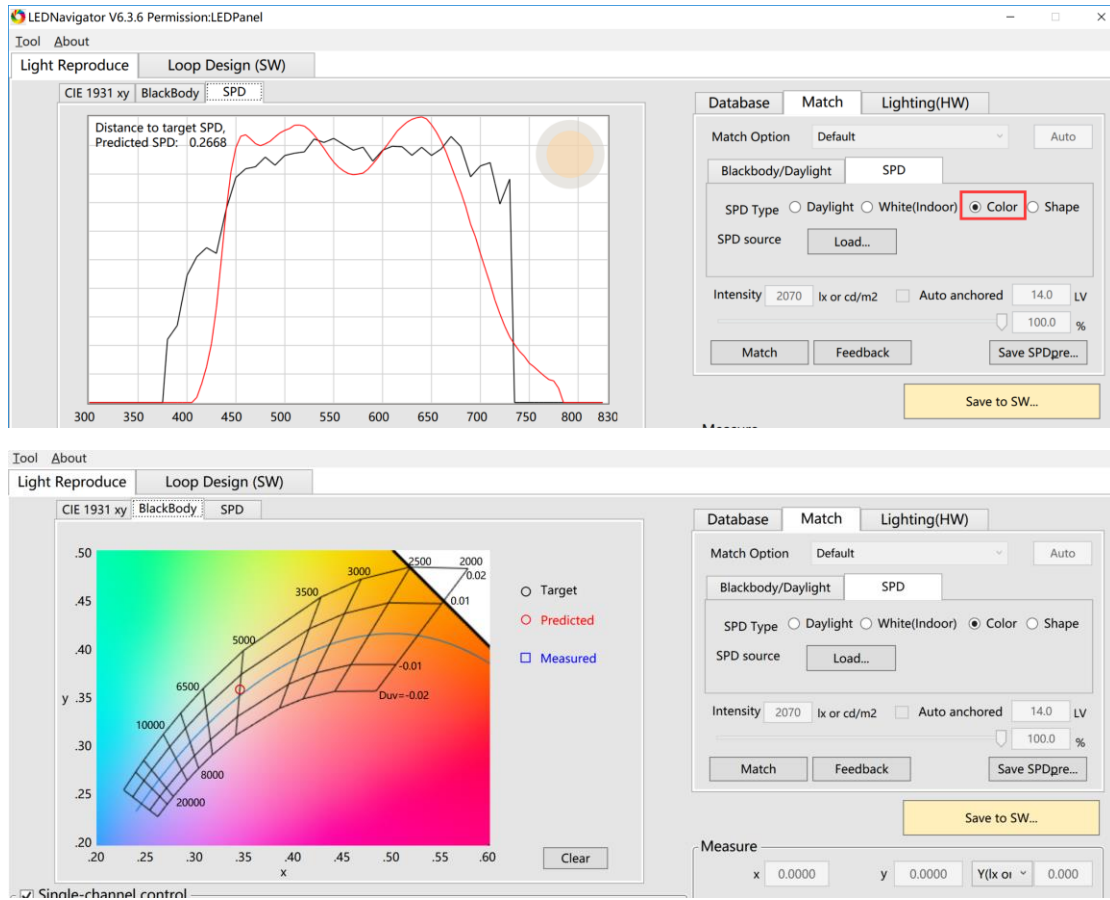 LEDNavigator V6.3.6 Permission:LEDPanel
Tool About
Light Reproduce Loop Design (SW)
CIE 1931 xy BlackBody SPD
Distance to target SPD,
Predicted SPD: 0.2668
300 350 400 450 500 550 600 650 700 750 800 830
Database Match Lighting(HW)
Match Option Default Auto
Blackbody/Daylight SPD
SPD Type Daylight White(Indoor) Color Shape
SPD source Load...
Intensity 2070 lx or cd/m2 Auto anchored 14.0 LV
100.0 %
Match Feedback Save SPDpre...
Save to SW...
Measure
Tool About
Light Reproduce Loop Design (SW)
CIE 1931 xy BlackBody SPD
.50
.45
.40
y .35
.30
.25
.20
.20 .25 .30 .35 .40 .45 .50 .55 .60
x
2500 2000
3000 0.02
3500 0.01
5000
-0.01
6500 Duv=-0.02
10000
8000
20000
Target
Predicted
Measured
Clear
Single-channel control
Database Match Lighting(HW)
Match Option Default Auto
Blackbody/Daylight SPD
SPD Type Daylight White(Indoor) Color Shape
SPD source Load...
Intensity 2070 lx or cd/m2 Auto anchored 14.0 LV
100.0 %
Match Feedback Save SPDpre...
Save to SW...
Measure
x 0.0000 y 0.0000 Y(lx or 0.000